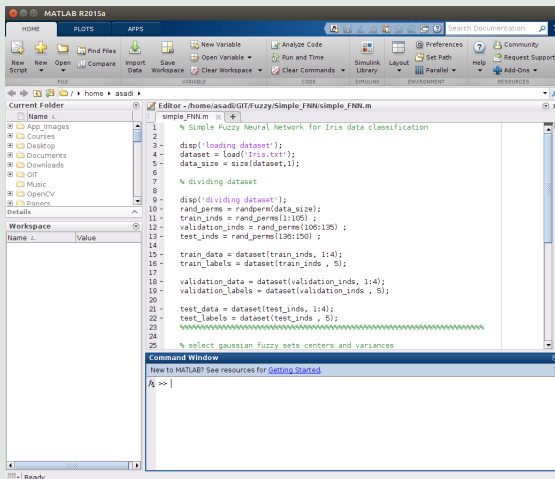 MATLAB R2015a
HOME PLOTS APPS Search Documentation
New Script New Open Find Files Compare Import Data Save Workspace New Variable Open Variable Clear Workspace Analyze Code Run and Time Clear Commands Simulink Library Layout Preferences Set Path Parallel Help Community Request Support Add-Ons
FILE VARIABLE CODE SIMULINK ENVIRONMENT RESOURCES
/ home asadi
Current Folder
Name
App_Images
Courses
Desktop
Documents
Downloads
GIT
Music
OpenCV
Papers
Details
Workspace
Name Value
Editor - /home/asadi/GIT/Fuzzy/Simple_FNN/simple_FNN.m
simple_FNN.m × +
1 % Simple Fuzzy Neural Network for Iris data classification
2
3 - disp('loading dataset');
4 - dataset = load('Iris.txt');
5 - data_size = size(dataset,1);
6
7 % dividing dataset
8
9 - disp('dividing dataset');
10 - rand_perms = randperm(data_size);
11 - train_inds = rand_perms(1:105) ;
12 - validation_inds = rand_perms(106:135) ;
13 - test_inds = rand_perms(136:150) ;
14
15 - train_data = dataset(train_inds, 1:4);
16 - train_labels = dataset(train_inds , 5);
17
18 - validation_data = dataset(validation_inds, 1:4);
19 - validation_labels = dataset(validation_inds , 5);
20
21 - test_data = dataset(test_inds, 1:4);
22 - test_labels = dataset(test_inds , 5);
23 %%%%%%%%%%%%%%%%%%%%%%%%%%%%%%%%%%%%%%%%%%%%%%%%%%%%%%%%%%%%%%%%%%%%
24
25 % select gaussian fuzzy sets centers and variances
Command Window
New to MATLAB? See resources for Getting Started.
fx >>
Ready